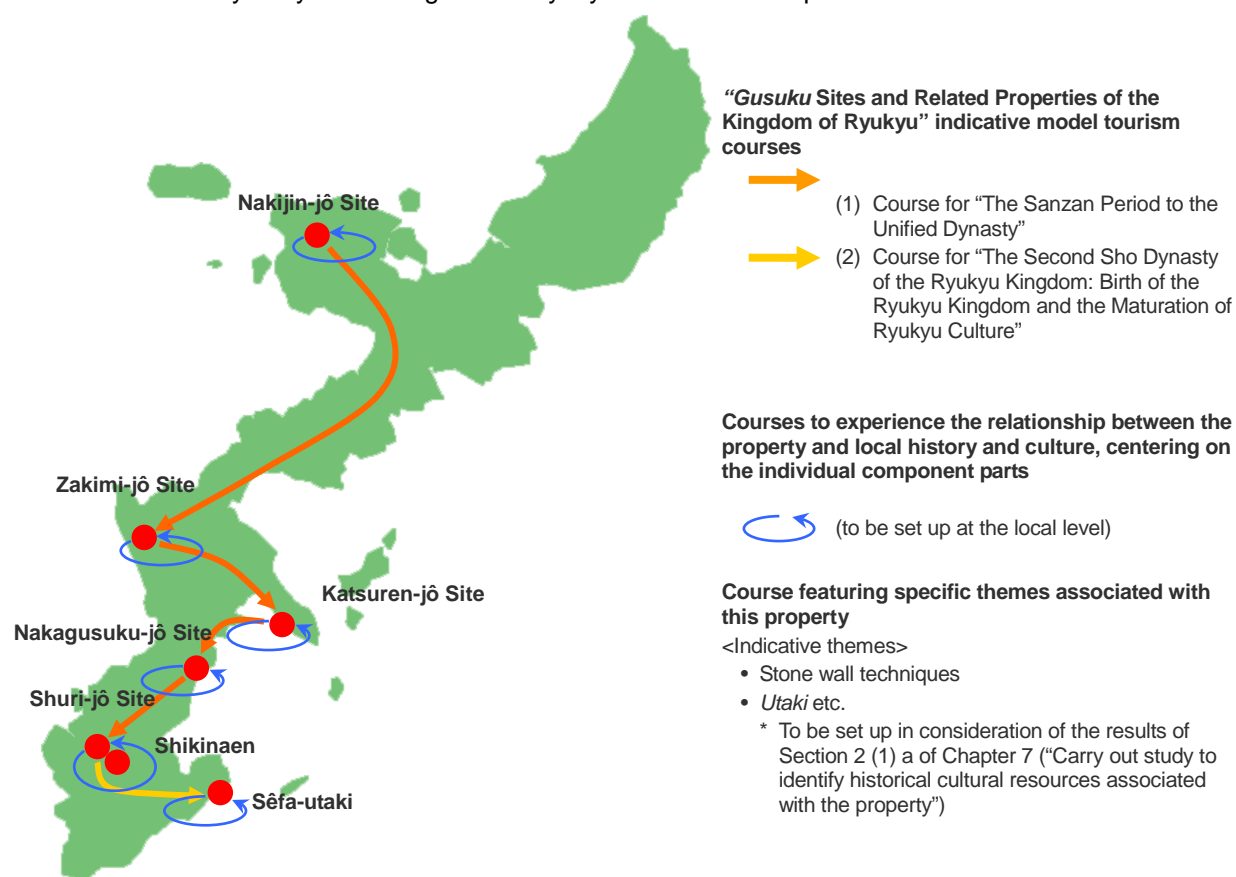 Nakijin-jô Site
Zakimi-jô Site
Katsuren-jô Site
Nakagusuku-jô Site
Shuri-jô Site
Shikinaen
Sêfa-utaki
“Gusuku Sites and Related Properties of the
Kingdom of Ryukyu” indicative model tourism
courses
(1) Course for “The Sanzan Period to the
Unified Dynasty”
(2) Course for “The Second Sho Dynasty
of the Ryukyu Kingdom: Birth of the
Ryukyu Kingdom and the Maturation of
Ryukyu Culture”
Courses to experience the relationship between the
property and local history and culture, centering on
the individual component parts
(to be set up at the local level)
Course featuring specific themes associated with
this property
<Indicative themes>
• Stone wall techniques
• Utaki etc.
* To be set up in consideration of the results of
Section 2 (1) a of Chapter 7 (“Carry out study to
identify historical cultural resources associated
with the property”)